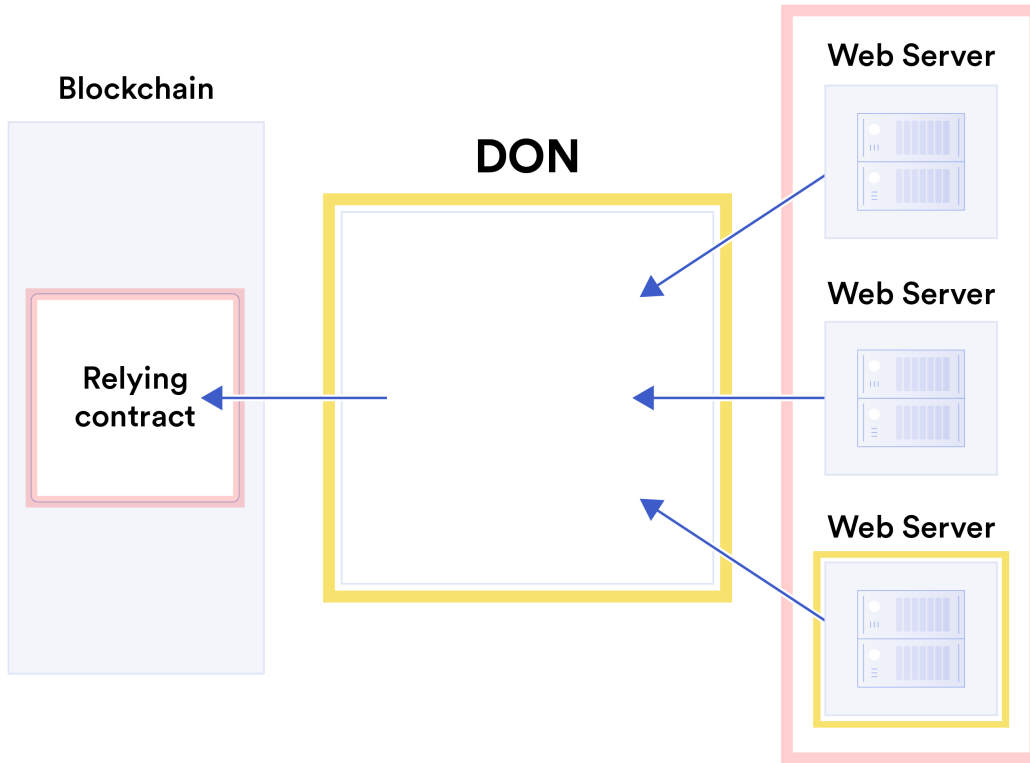 Blockchain
Relying
contract
DON
Web Server
Web Server
Web Server